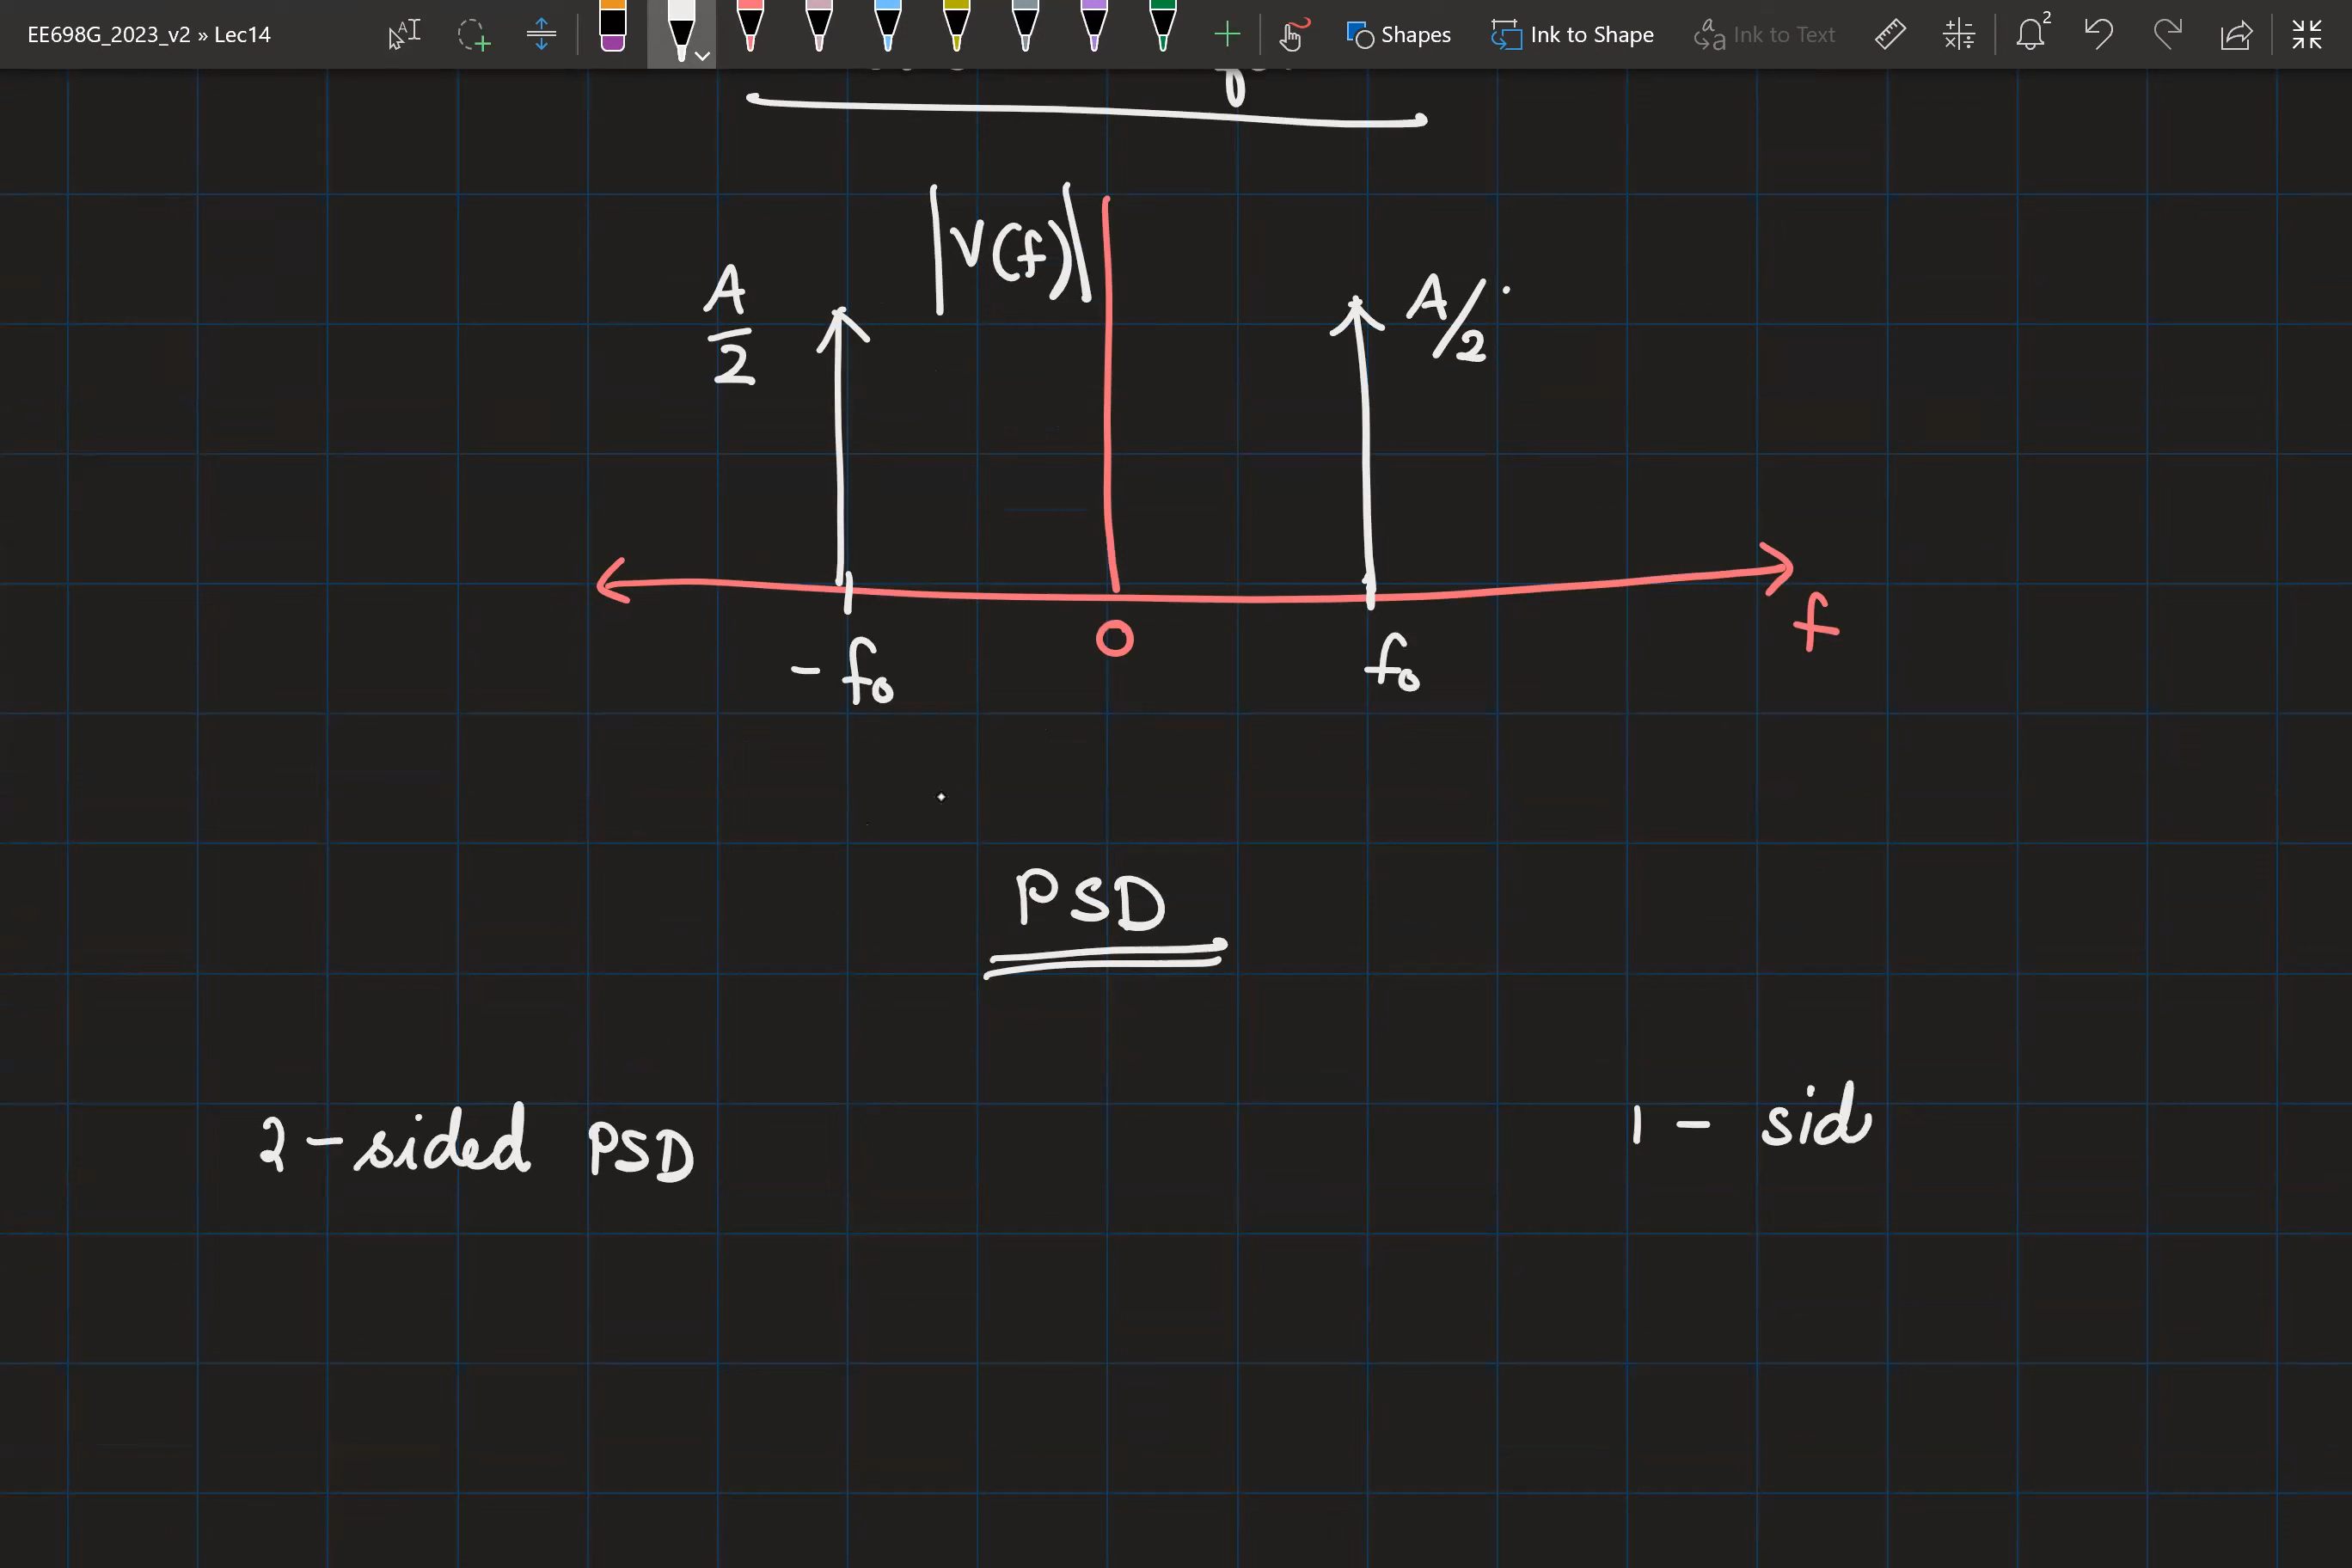 EE698G_2023_v2 » Lec14
Shapes
Ink to Shape
Ink to Text
2
|V(f)|
A/2
A/2
-f₀
0
f₀
f
PSD
2-sided PSD
1 - sid